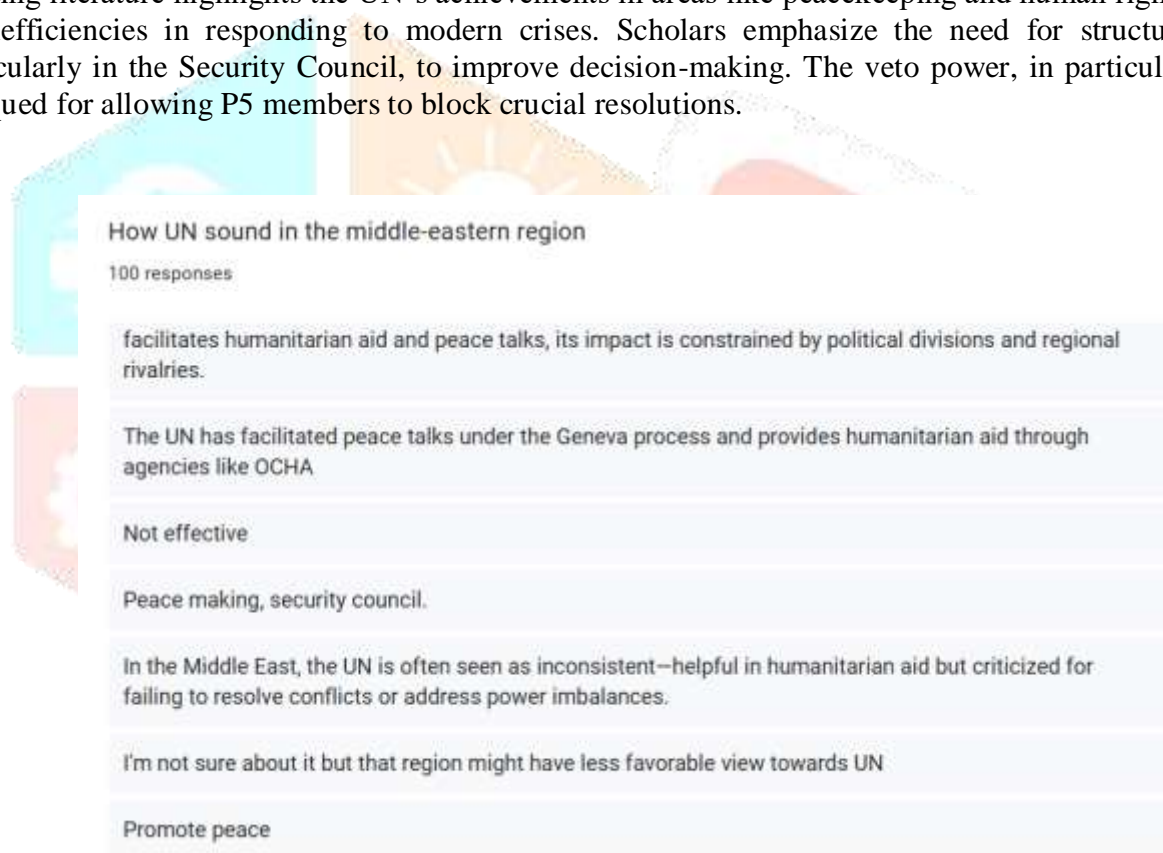 literature highlights the UN's achievements in areas like peacekeeping and human
efficiencies in responding to modern crises. Scholars emphasize the need for
in the Security Council, to improve decision-making. The veto power, in
for allowing P5 members to block crucial resolutions.
How UN sound in the middle-eastern region
100 responses
facilitates humanitarian aid and peace talks, its impact is constrained by political divisions and regional
rivalries.
The UN has facilitated peace talks under the Geneva process and provides humanitarian aid through
agencies like OCHA
Not effective
Peace making, security council.
In the Middle East, the UN is often seen as inconsistent—helpful in humanitarian aid but criticized for
failing to resolve conflicts or address power imbalances.
I'm not sure about it but that region might have less favorable view towards UN
Promote peace